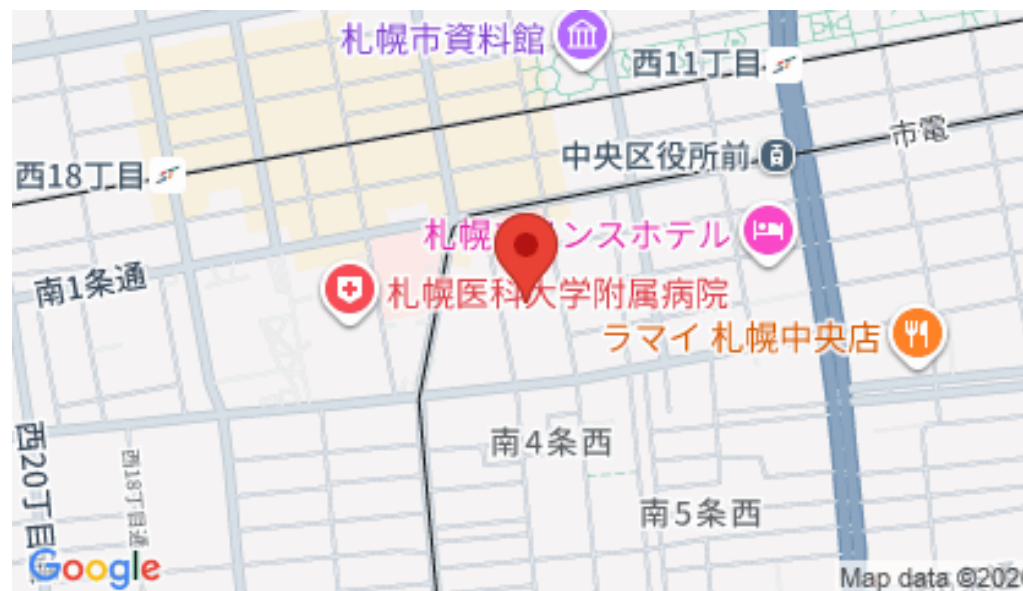 札幌市資料館
西11丁目
市電
中央区役所前
西18丁目
札幌
ンスホテル
南1条通
札幌医科大学附属病院
ラマイ 札幌中央店
南4条西
西20丁目
西18丁目通
南5条西
Google
Map data ©202